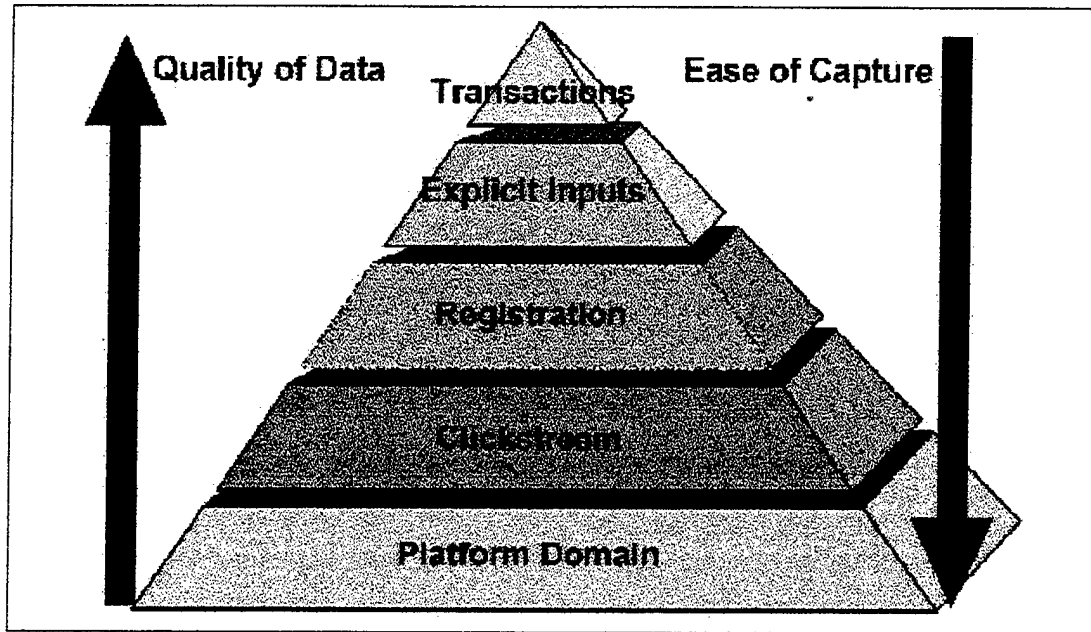 Quality of Data
Ease of Capture
Transactions
Explicit Inputs
Registration
Clickstream
Platform Domain